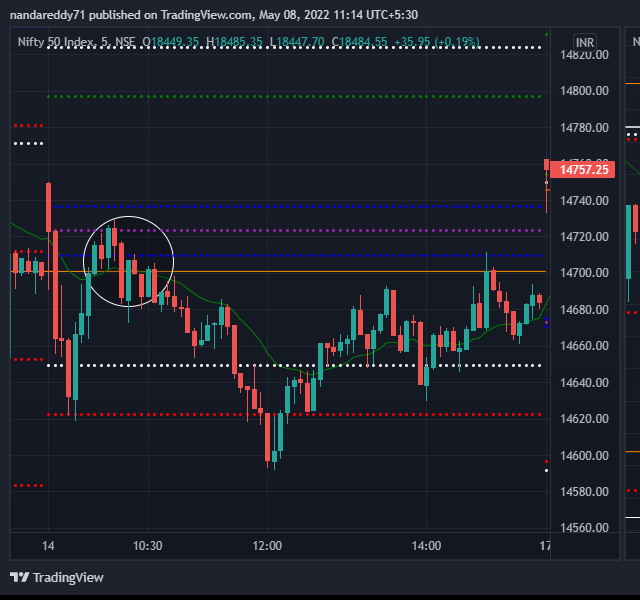 nandareddy71 published on TradingView.com, May 08, 2022 11:14 UTC+5:30
Nifty 50 Index, 5, NSE O18449.35 H18485.35 L18447.70 C18484.55 +35.95 (+0.19%)
INR
N
14820.00
14800.00
14780.00
14760.00
14757.25
14740.00
14720.00
14700.00
14680.00
14660.00
14640.00
14620.00
14600.00
14580.00
14560.00
14 10:30 12:00 14:00 17
TradingView